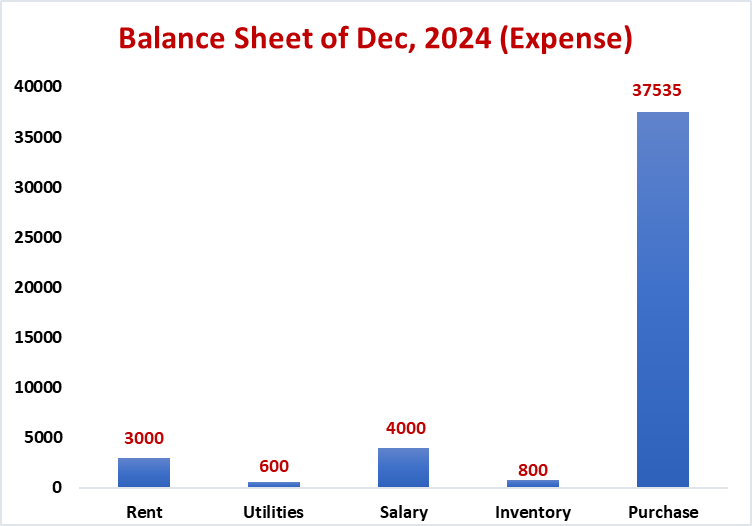 Balance Sheet of Dec, 2024 (Expense)
40000
35000
30000
25000
20000
15000
10000
5000
0
3000
600
4000
800
37535
Rent
Utilities
Salary
Inventory
Purchase